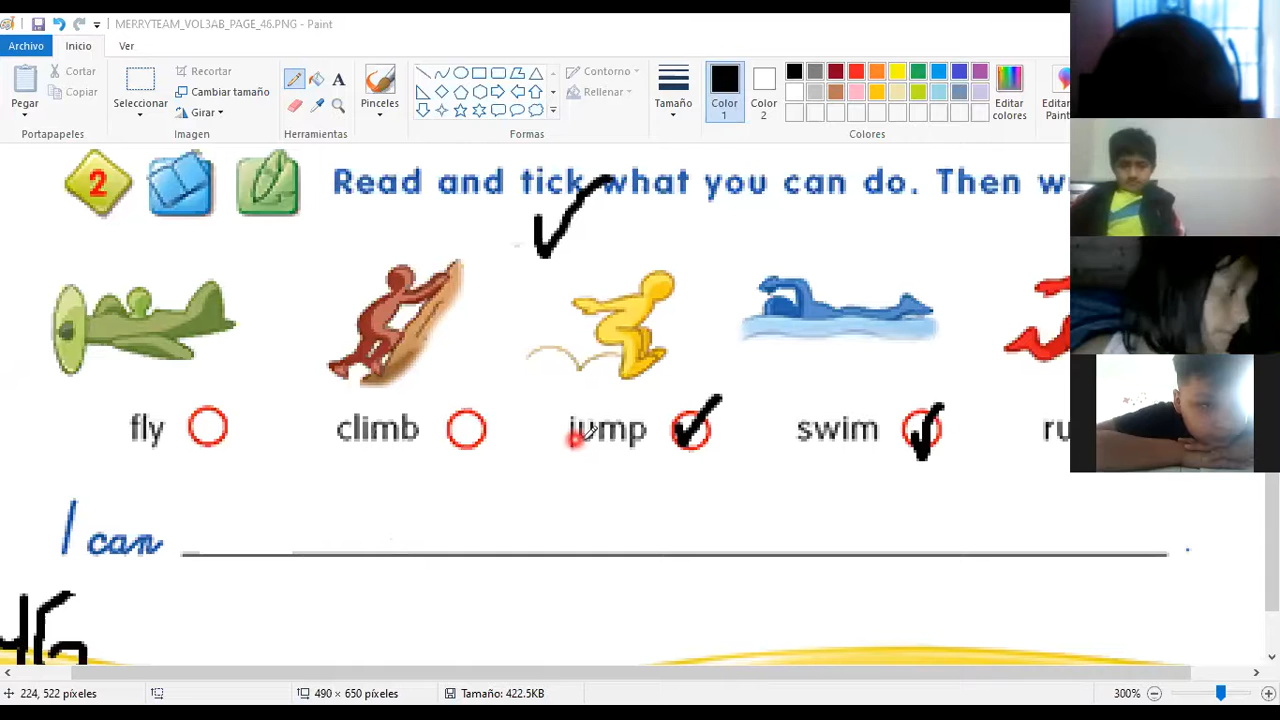 MERRYTEAM_VOL3AB_PAGE_46.PNG - Paint
Archivo Inicio Ver
Pegar
Cortar
Copiar
Portapapeles
Seleccionar
Recortar
Cambiar tamaño
Girar
Imagen
A
Herramientas
Pinceles
Contorno
Rellenar
Formas
Tamaño
Color 1
Color 2
Editar colores
Colores
2 Read and tick what you can do. Then
fly climb jump swim ru
I can .
224, 522 píxeles 490 × 650 píxeles Tamaño: 422.5KB 300%